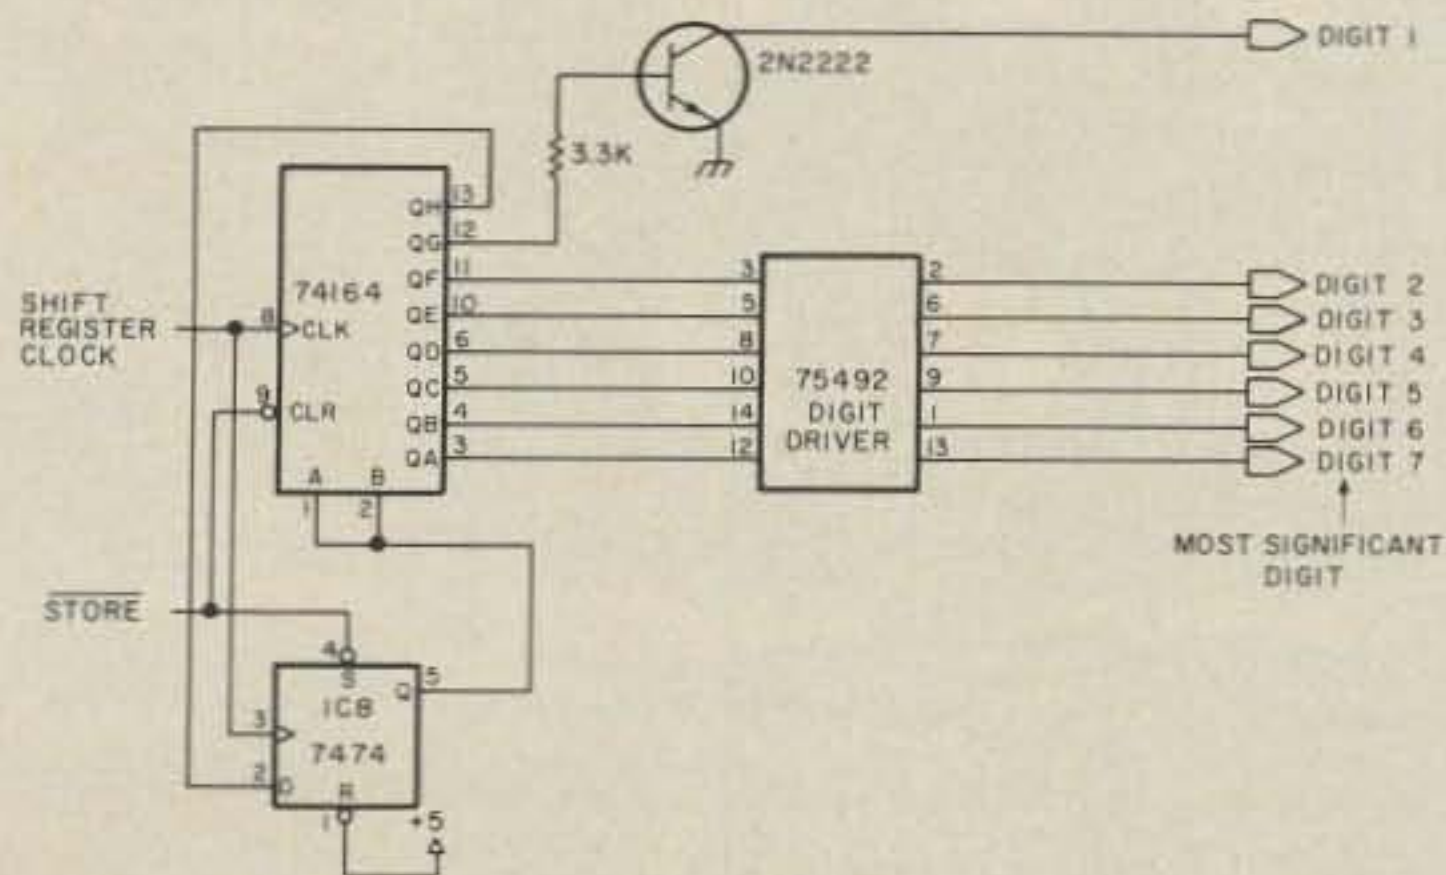 DIGIT 1
2N2222
3.3K
QH 13
QG 12
QF 11
QE 10
QD 6
QC 5
QB 4
QA 3
74164
SHIFT
REGISTER
CLOCK
8
CLK
9
CLR
A
B
1
2
3
5
8
10
14
12
75492
DIGIT
DRIVER
2
6
7
9
1
13
DIGIT 2
DIGIT 3
DIGIT 4
DIGIT 5
DIGIT 6
DIGIT 7
MOST SIGNIFICANT
DIGIT
STORE
4
S
Q 5
IC8
7474
3
2
D
R
1
+5